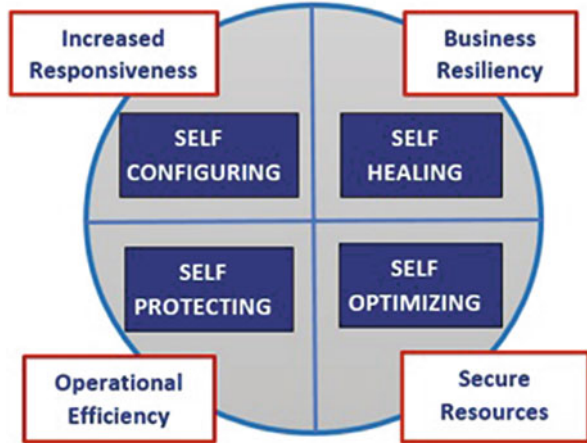 Increased
Responsiveness
Business
Resiliency
SELF
CONFIGURING
SELF
HEALING
SELF
PROTECTING
SELF
OPTIMIZING
Operational
Efficiency
Secure
Resources